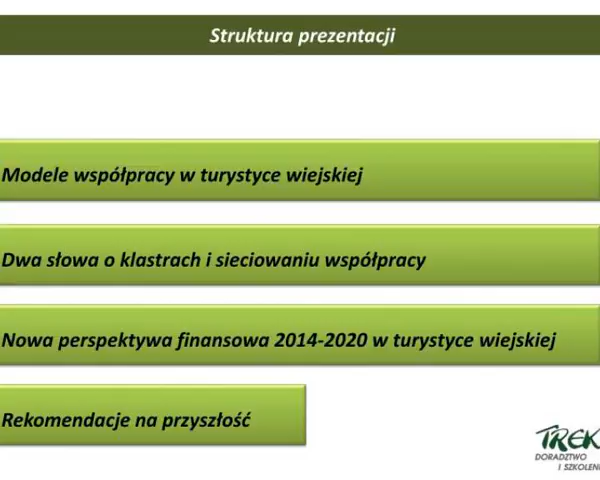 Struktura prezentacji
Modele współpracy w turystyce wiejskiej
Dwa słowa o klastrach i sieciowaniu współpracy
Nowa perspektywa finansowa 2014-2020 w turystyce wiejskiej
Rekomendacje na przyszłość
TREK
DORADZTWO
I SZKOLENI